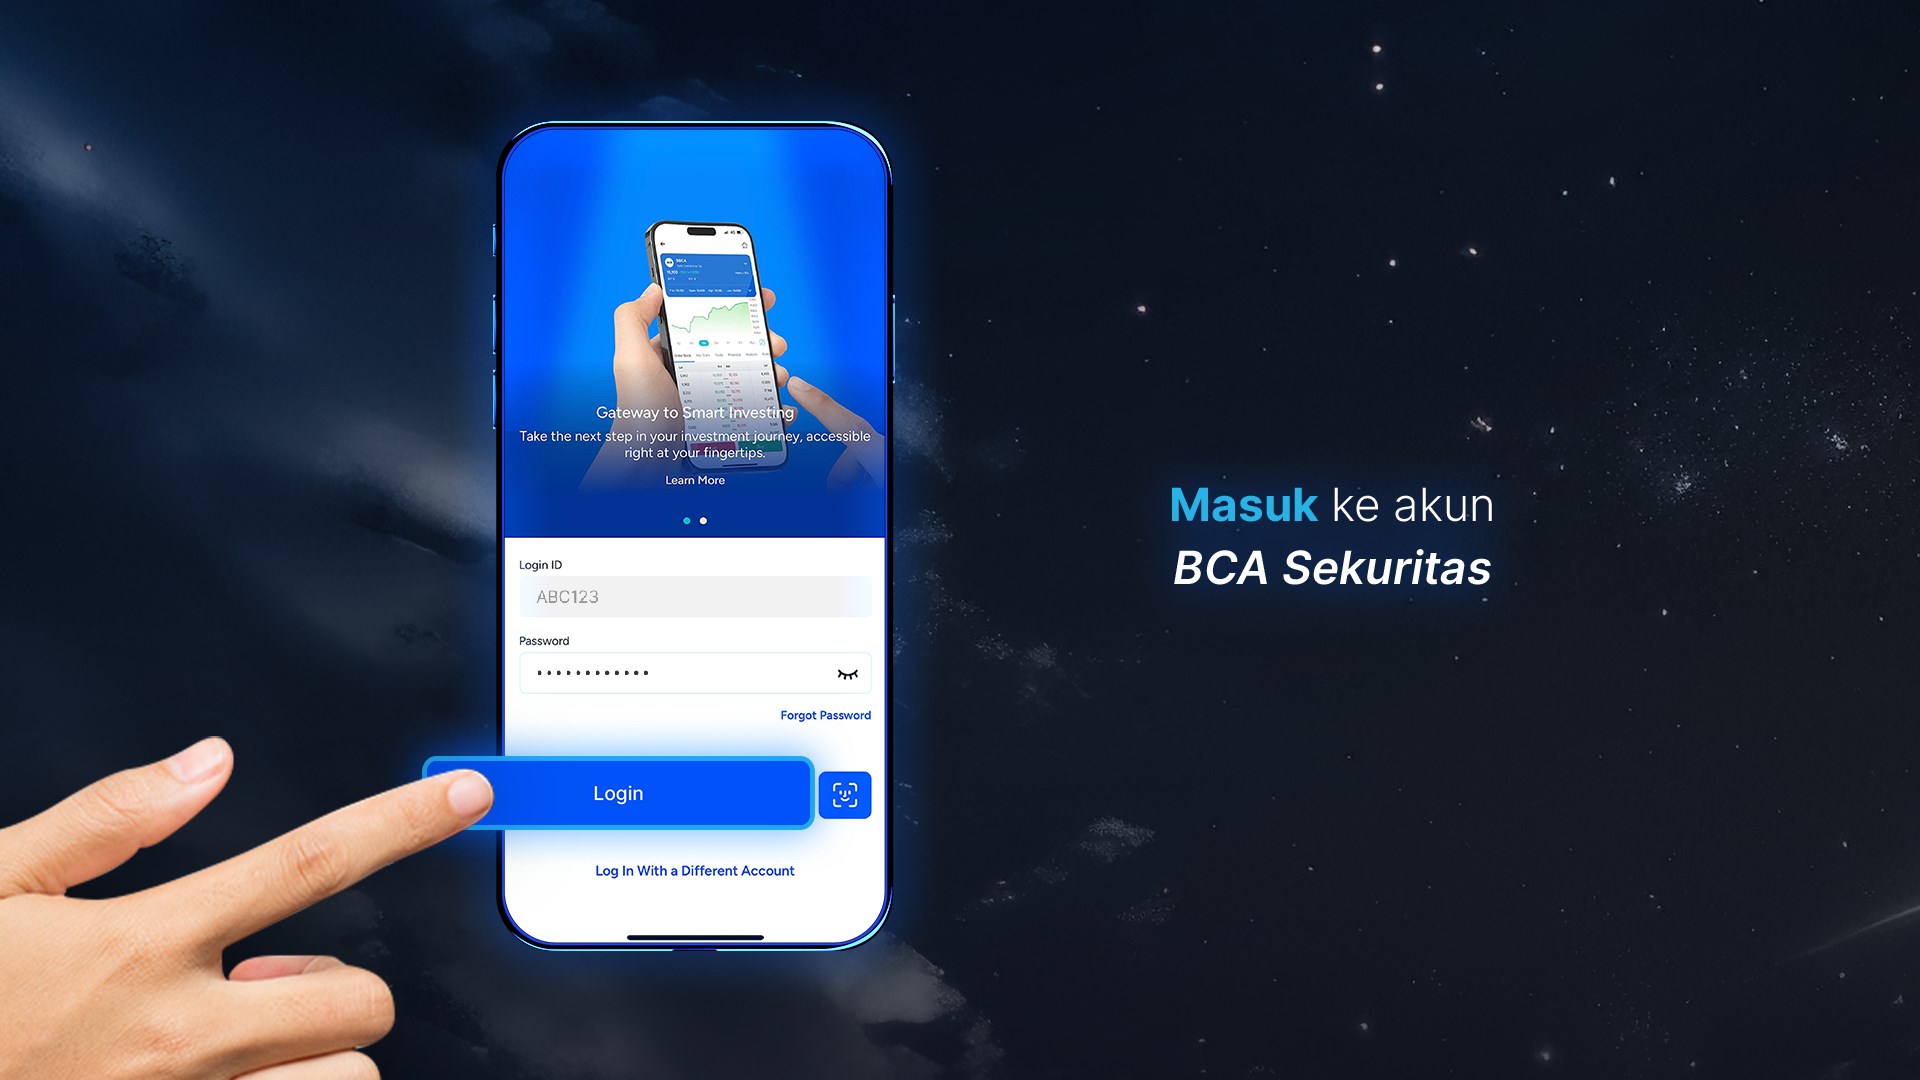 BBCA
Gateway to Smart Investing
Take the next step in your investment journey, accessible
right at your fingertips.
Learn More
Login ID
ABC123
Password
Forgot Password
Login
Log In With a Different Account
Masuk ke akun
BCA Sekuritas